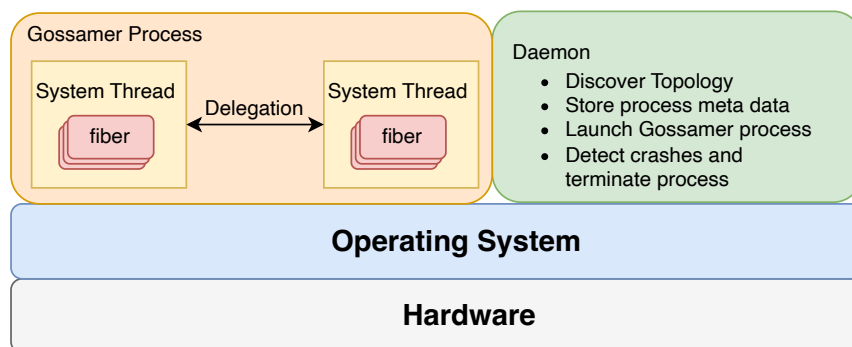 Gossamer Process
System Thread
fiber
Delegation
System Thread
fiber
Daemon
• Discover Topology
• Store process meta data
• Launch Gossamer process
• Detect crashes and
terminate process
Operating System
Hardware